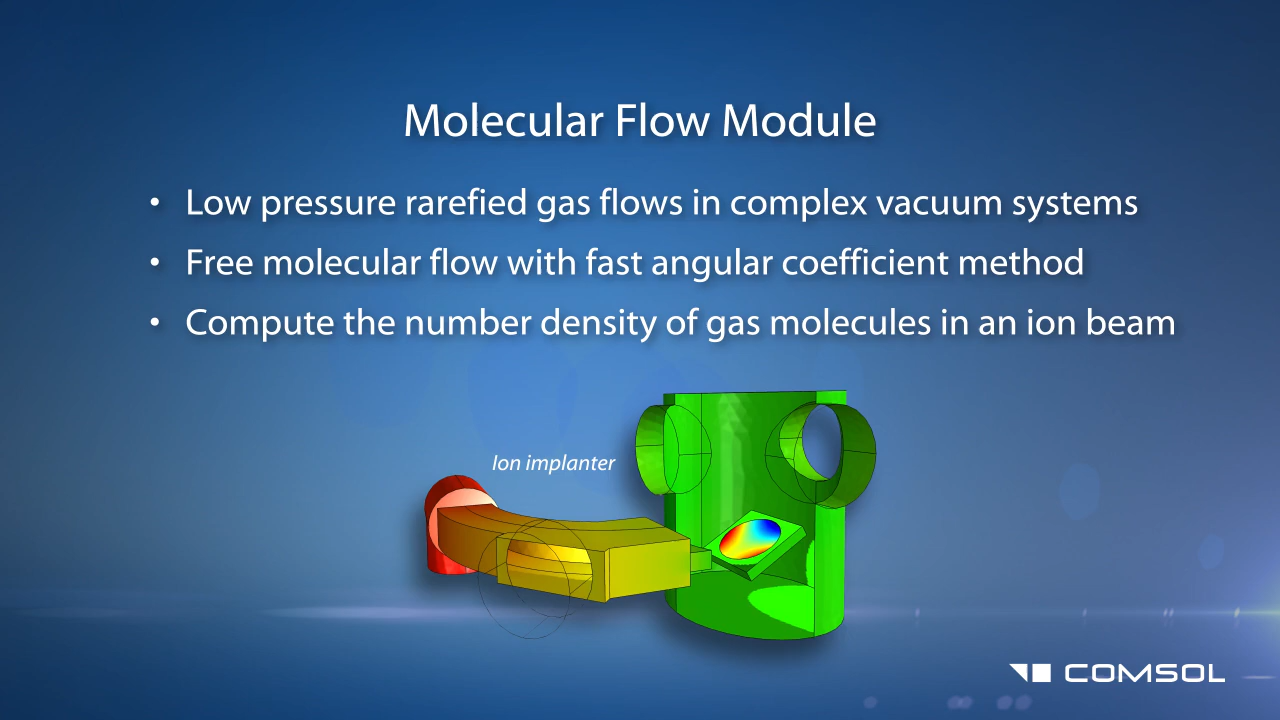 Molecular Flow Module
• Low pressure rarefied gas flows in complex vacuum systems
• Free molecular flow with fast angular coefficient method
• Compute the number density of gas molecules in an ion beam
Ion implanter
COMSOL